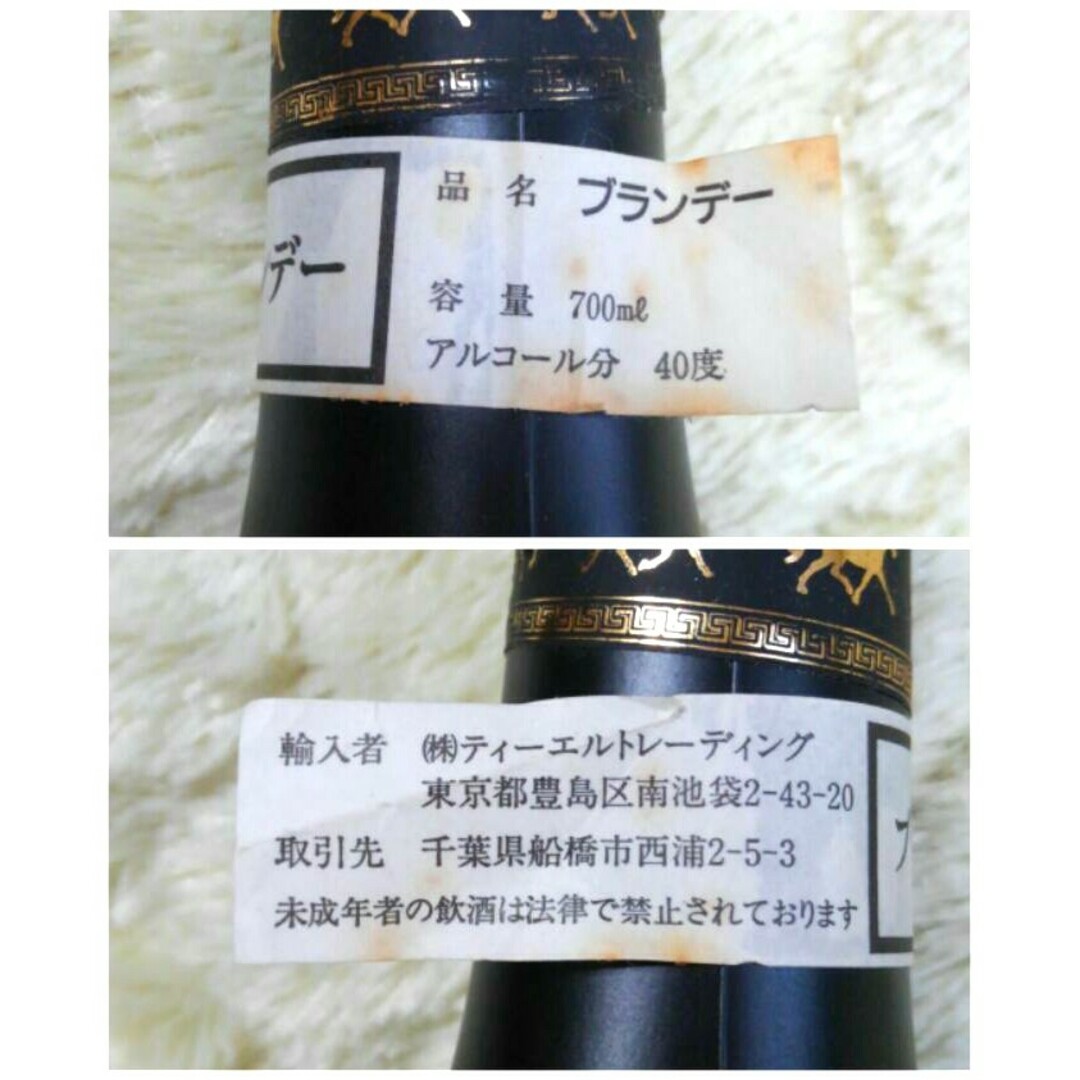 デー
品名 ブランデー
容量 700mℓ
アルコール分 40度
輸入者 ㈱ティーエルトレーディング
東京都豊島区南池袋2-43-20
取引先 千葉県船橋市西浦2-5-3
未成年者の飲酒は法律で禁止されております